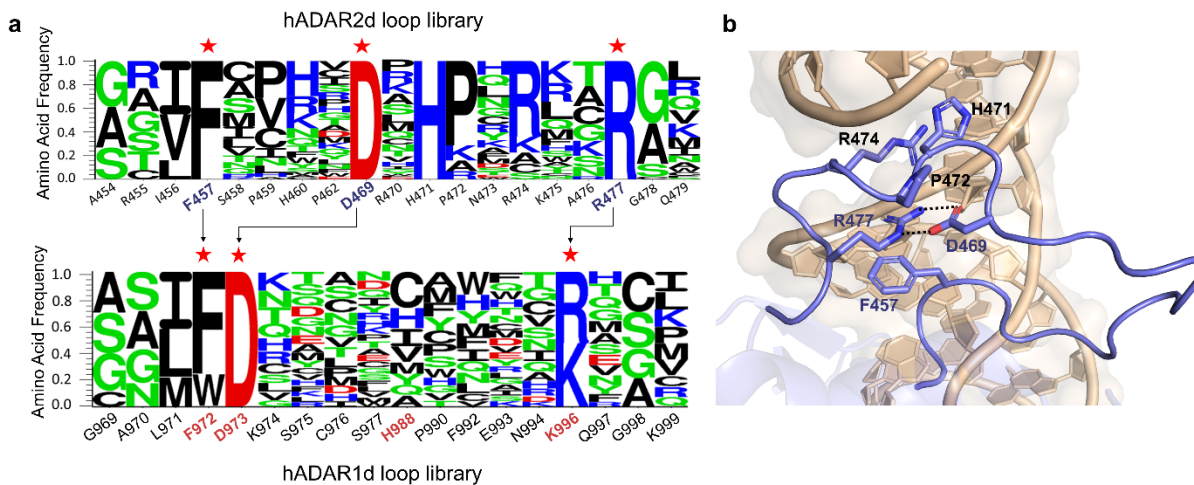 a
hADAR2d loop library
Amino Acid Frequency
1.0
0.8
0.6
0.4
0.2
0.0
A454 R455 I456 F457 S458 P459 H460 P462 D469 R470 H471 P472 N473 R474 K475 A476 R477 G478 Q479
Amino Acid Frequency
1.0
0.8
0.6
0.4
0.2
0.0
G969 A970 L971 F972 D973 K974 S975 C976 S977 H988 P990 F992 E993 N994 K996 Q997 G998 K999
hADAR1d loop library
b
H471
R474
P472
R477
D469
F457